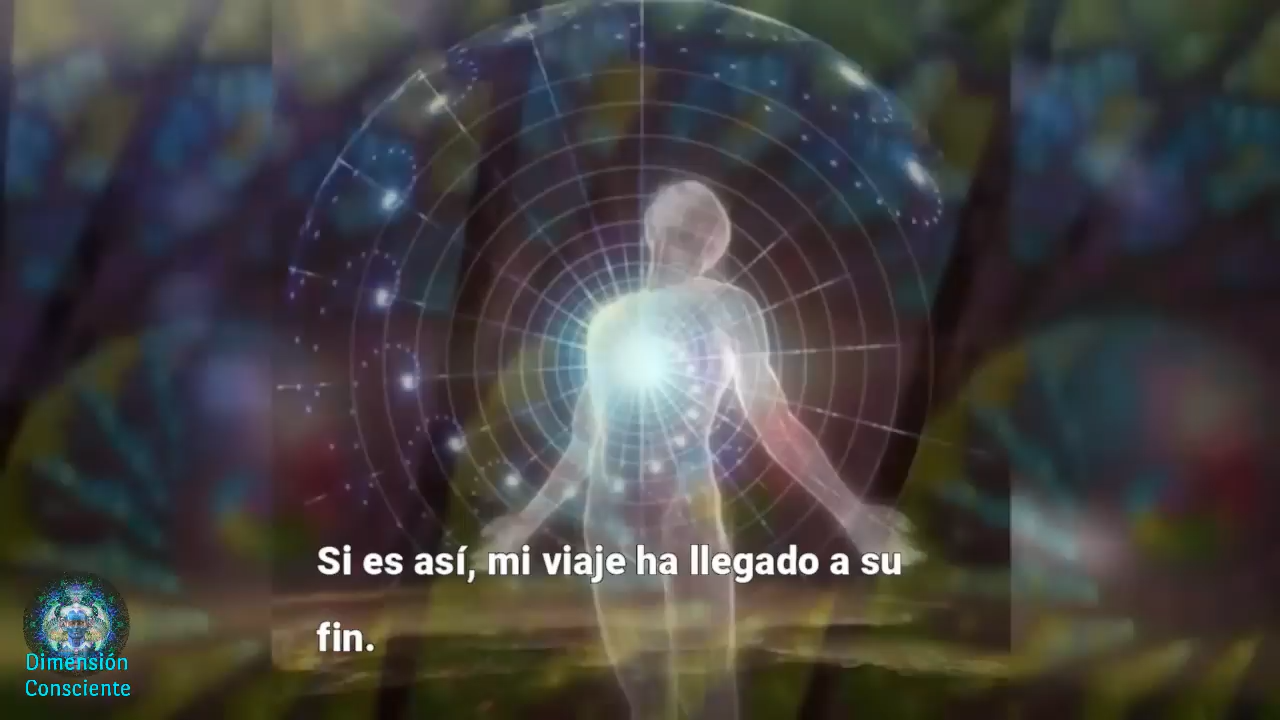 Si es así, mi viaje ha llegado a su
fin.
Dimensión
Consciente